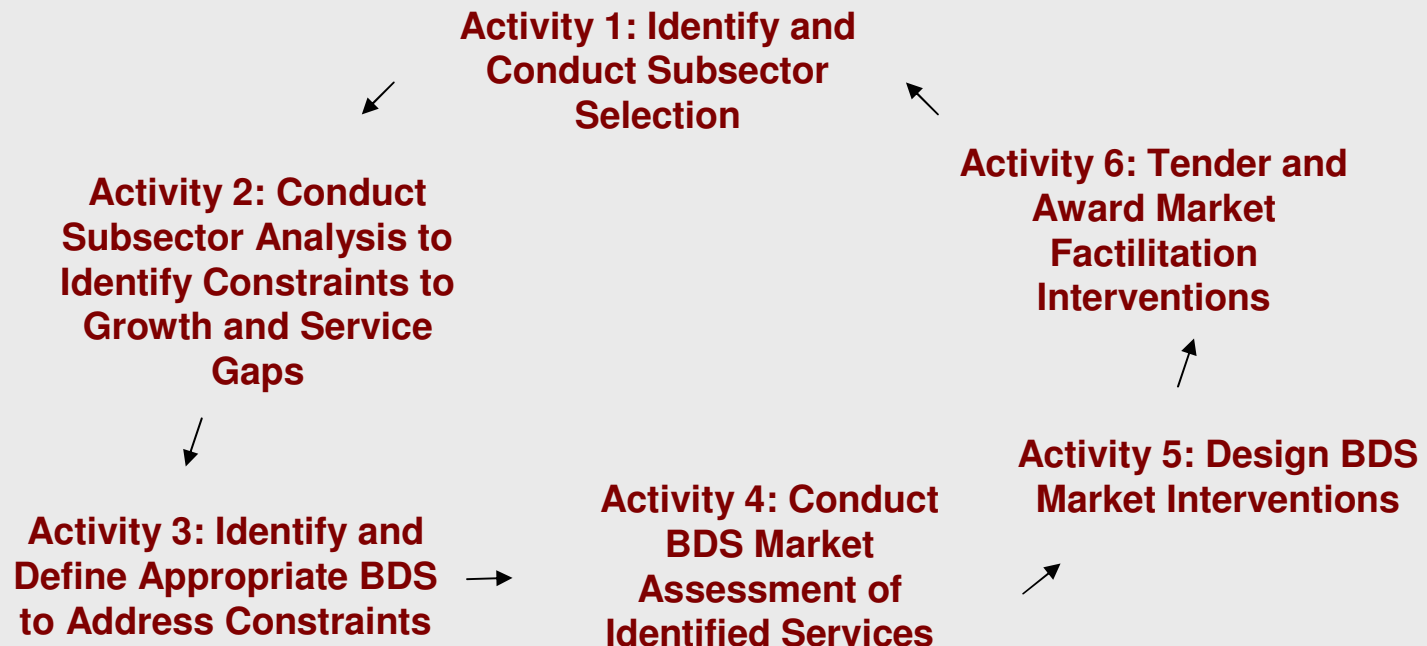 Activity 1: Identify and
Conduct Subsector
Selection
Activity 2: Conduct
Subsector Analysis to
Identify Constraints to
Growth and Service
Gaps
Activity 3: Identify and
Define Appropriate BDS
to Address Constraints
Activity 4: Conduct
BDS Market
Assessment of
Identified Services
Activity 5: Design BDS
Market Interventions
Activity 6: Tender and
Award Market
Factilitation
Interventions